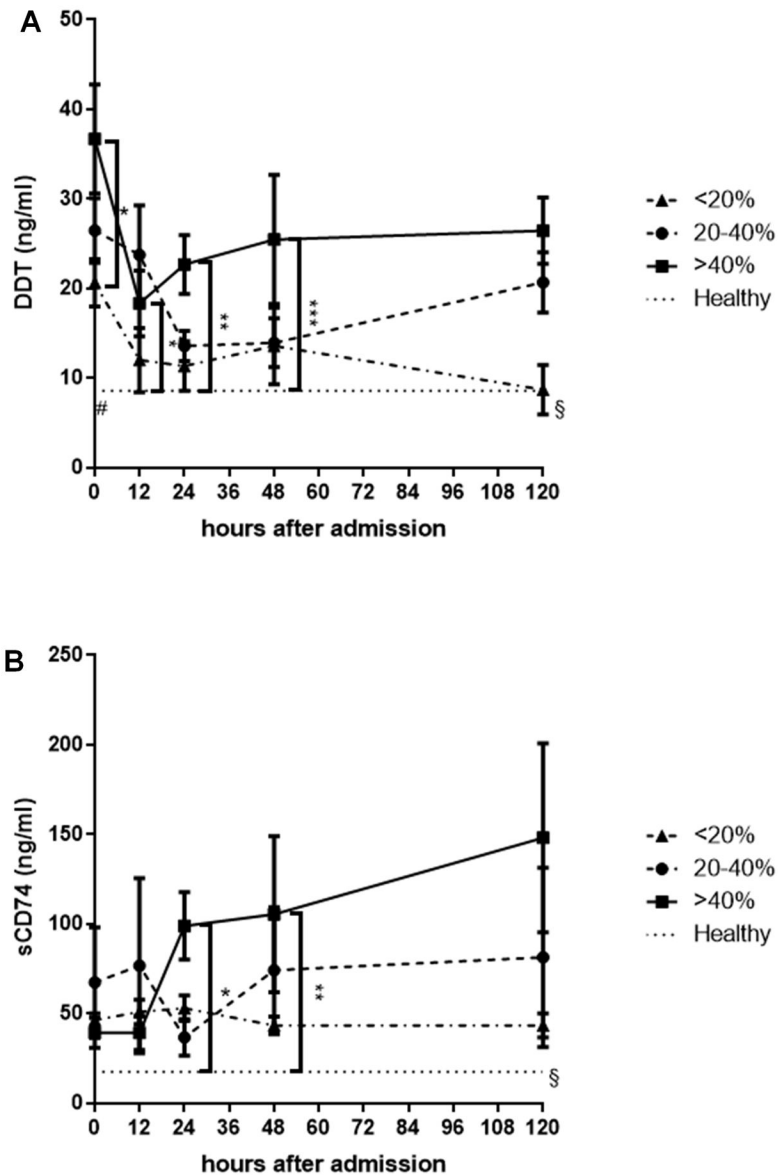 A
DDT (ng/ml)
50
40
30
20
10
0
*
*
**
***
#
§
0 12 24 36 48 60 72 84 96 108 120
hours after admission
<20%
20-40%
>40%
Healthy
B
sCD74 (ng/ml)
250
200
150
100
50
0
*
**
§
0 12 24 36 48 60 72 84 96 108 120
hours after admission
<20%
20-40%
>40%
Healthy